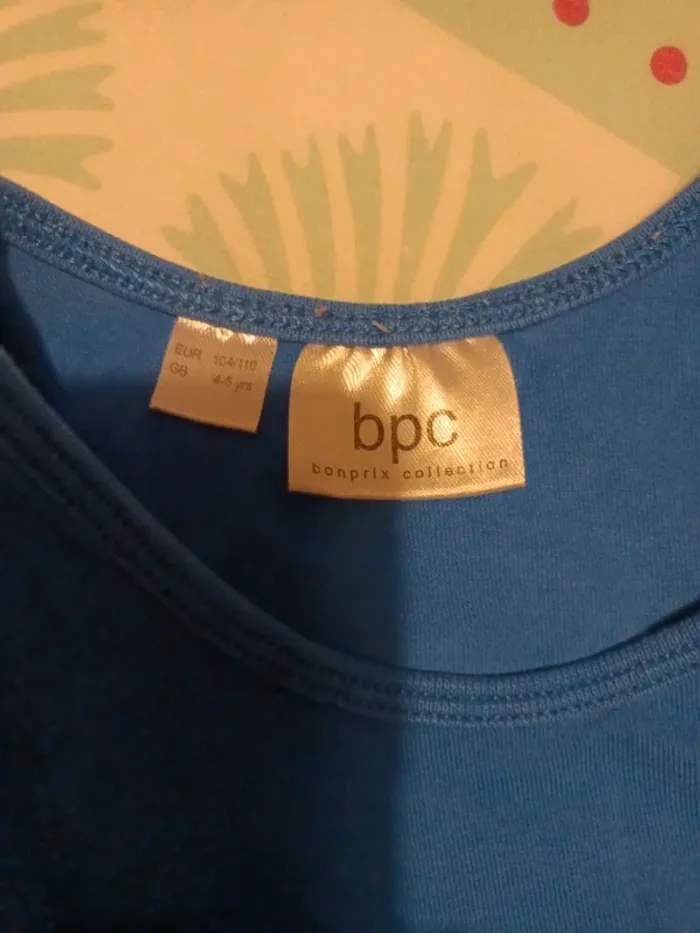 EUR 104/110
GB 4-5 yrs
bpc
bonprix collection